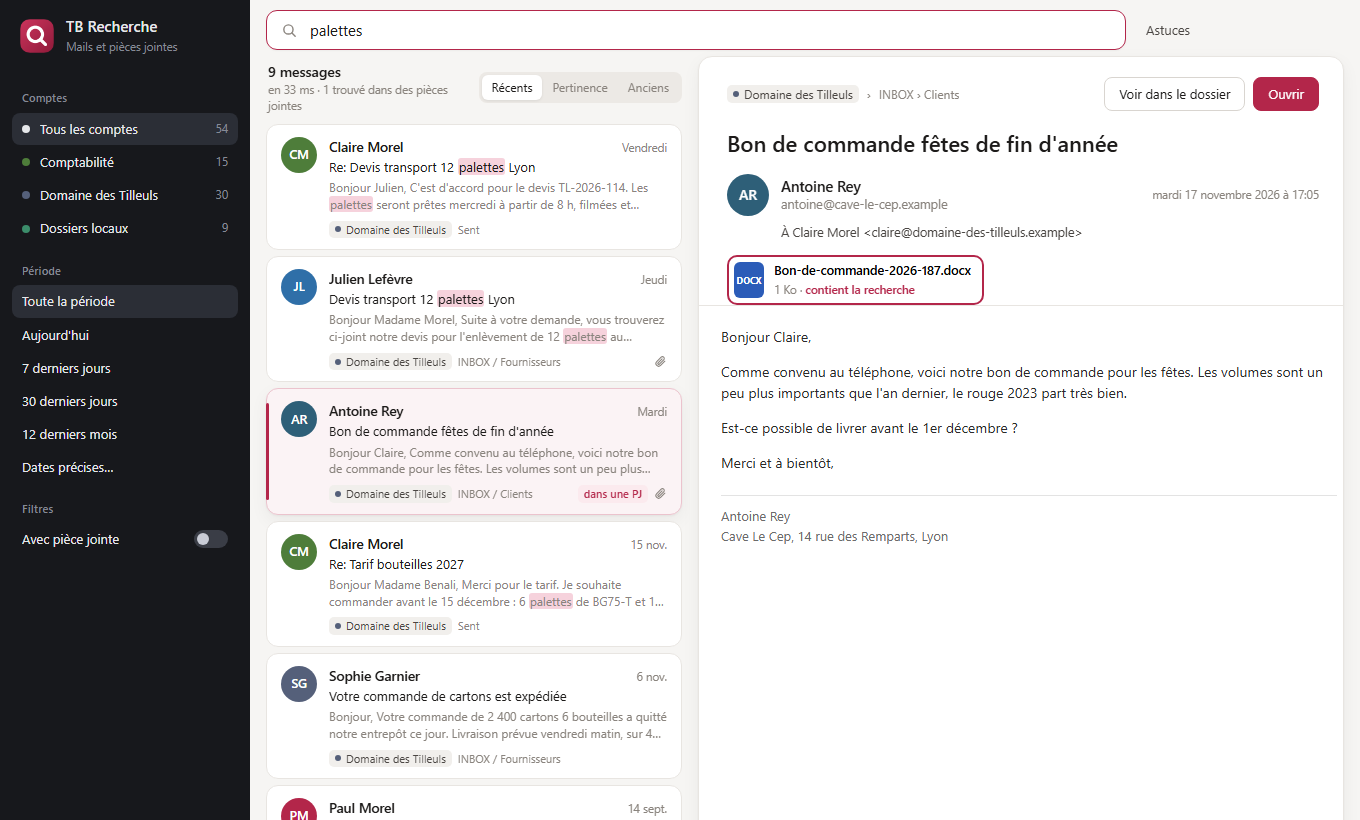 TB Recherche
Mails et pièces jointes
Comptes
Tous les comptes 54
Comptabilité 15
Domaine des Tilleuls 30
Dossiers locaux 9
Période
Toute la période
Aujourd'hui
7 derniers jours
30 derniers jours
12 derniers mois
Dates précises...
Filtres
Avec pièce jointe
palettes
Astuces
9 messages
en 33 ms · 1 trouvé dans des pièces
jointes
Récents Pertinence Anciens
CM
Claire Morel Vendredi
Re: Devis transport 12 palettes Lyon
Bonjour Julien, C'est d'accord pour le devis TL-2026-114. Les
palettes seront prêtes mercredi à partir de 8 h, filmées et...
Domaine des Tilleuls Sent
JL
Julien Lefèvre Jeudi
Devis transport 12 palettes Lyon
Bonjour Madame Morel, Suite à votre demande, vous trouverez
ci-joint notre devis pour l'enlèvement de 12 palettes au...
Domaine des Tilleuls INBOX / Fournisseurs
AR
Antoine Rey Mardi
Bon de commande fêtes de fin d'année
Bonjour Claire, Comme convenu au téléphone, voici notre bon
de commande pour les fêtes. Les volumes sont un peu plus...
Domaine des Tilleuls INBOX / Clients dans une PJ
CM
Claire Morel 15 nov.
Re: Tarif bouteilles 2027
Bonjour Madame Benali, Merci pour le tarif. Je souhaite
commander avant le 15 décembre : 6 palettes de BG75-T et 1...
Domaine des Tilleuls Sent
SG
Sophie Garnier 6 nov.
Votre commande de cartons est expédiée
Bonjour, Votre commande de 2 400 cartons 6 bouteilles a quitté
notre entrepôt ce jour. Livraison prévue vendredi matin, sur 4...
Domaine des Tilleuls INBOX / Fournisseurs
PM
Paul Morel 14 sept.
Domaine des Tilleuls › INBOX › Clients
Voir dans le dossier Ouvrir
Bon de commande fêtes de fin d'année
AR
Antoine Rey
antoine@cave-le-cep.example
mardi 17 novembre 2026 à 17:05
À Claire Morel <claire@domaine-des-tilleuls.example>
DOCX
Bon-de-commande-2026-187.docx
1 Ko · contient la recherche
Bonjour Claire,
Comme convenu au téléphone, voici notre bon de commande pour les fêtes. Les volumes sont un
peu plus importants que l'an dernier, le rouge 2023 part très bien.
Est-ce possible de livrer avant le 1er décembre ?
Merci et à bientôt,
Antoine Rey
Cave Le Cep, 14 rue des Remparts, Lyon